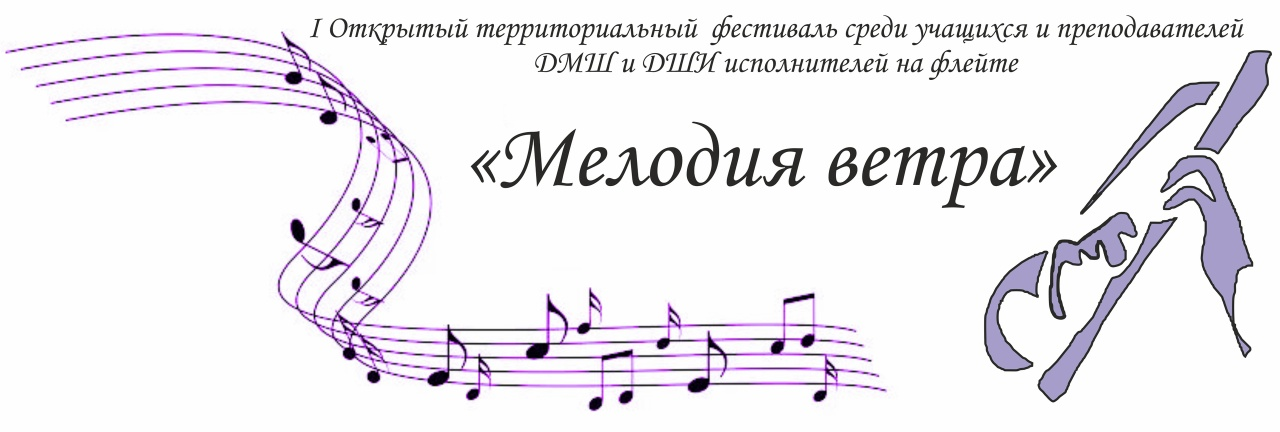 I Открытый территориальный фестиваль среди учащихся и преподавателей
ДМШ и ДШИ исполнителей на флейте
«Мелодия ветра»